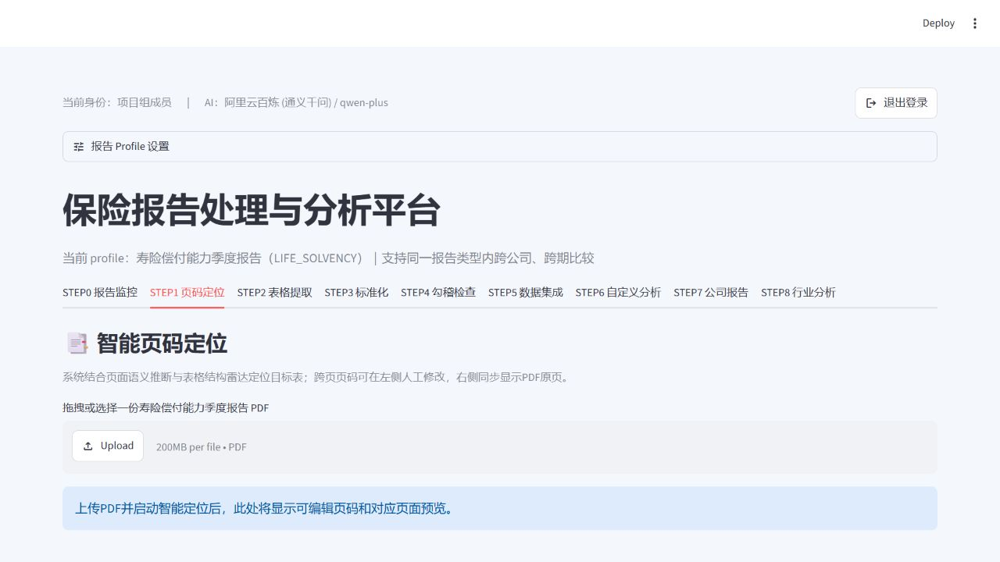 Deploy
当前身份：项目组成员 | AI：阿里云百炼 (通义千问) / qwen-plus
退出登录
报告 Profile 设置
保险报告处理与分析平台
当前 profile：寿险偿付能力季度报告（LIFE_SOLVENCY）｜支持同一报告类型内跨公司、跨期比较
STEP0 报告监控 STEP1 页码定位 STEP2 表格提取 STEP3 标准化 STEP4 勾稽检查 STEP5 数据集成 STEP6 自定义分析 STEP7 公司报告 STEP8 行业分析
智能页码定位
系统结合页面语义推断与表格结构雷达定位目标表；跨页页码可在左侧人工修改，右侧同步显示PDF原页。
拖拽或选择一份寿险偿付能力季度报告 PDF
Upload 200MB per file • PDF
上传PDF并启动智能定位后，此处将显示可编辑页码和对应页面预览。